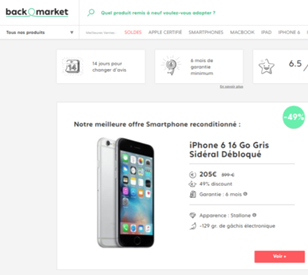 back market
Quel produit remis à neuf voulez-vous adopter ?
Tous nos produits
SOLDES APPLE CERTIFIÉ SMARTPHONES MACBOOK IPAD IPHONE 6
14 jours pour
changer d'avis
6 mois de
garantie
minimum
6.5
En savoir plus
-49%
Notre meilleure offre Smartphone reconditionné :
iPhone 6 16 Go Gris
Sidéral Débloqué
205€ 399 €
49% discount
Garantie : 6 mois
Apparence : Stallone
-129 gr. de gâchis électronique
Voir »